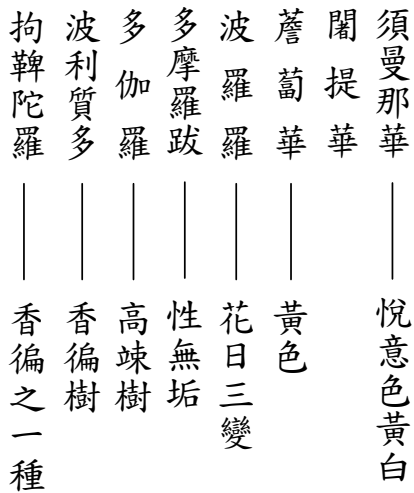 須曼那華——悅意色黃白
闍提華
薝蔔華——黃色
波羅羅——花日三變
多摩羅跋——性無垢
多伽羅——高竦樹
波利質多——香徧樹
拘鞞陀羅——香徧之一種